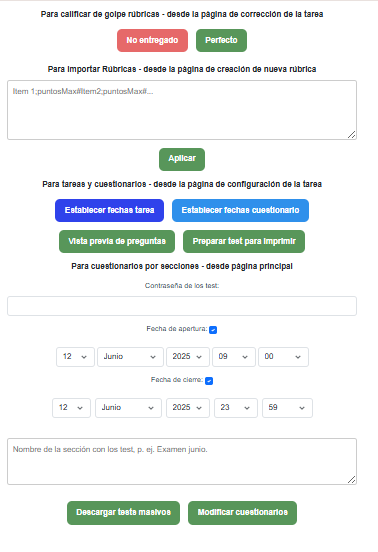 Para calificar de golpe rúbricas - desde la página de corrección de la tarea
No entregado Perfecto
Para importar Rúbricas - desde la página de creación de nueva rúbrica
Item 1;puntosMax#Item2;puntosMax#...
Aplicar
Para tareas y cuestionarios - desde la página de configuración de la tarea
Establecer fechas tarea Establecer fechas cuestionario
Vista previa de preguntas Preparar test para imprimir
Para cuestionarios por secciones - desde página principal
Contraseña de los test:
Fecha de apertura:
12 Junio 2025 09 00
Fecha de cierre:
12 Junio 2025 23 59
Nombre de la sección con los test, p. ej. Examen junio.
Descargar tests masivos Modificar cuestionarios